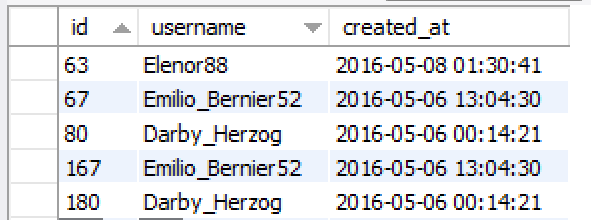 id username created_at
63 Elenor88 2016-05-08 01:30:41
67 Emilio_Bernier52 2016-05-06 13:04:30
80 Darby_Herzog 2016-05-06 00:14:21
167 Emilio_Bernier52 2016-05-06 13:04:30
180 Darby_Herzog 2016-05-06 00:14:21